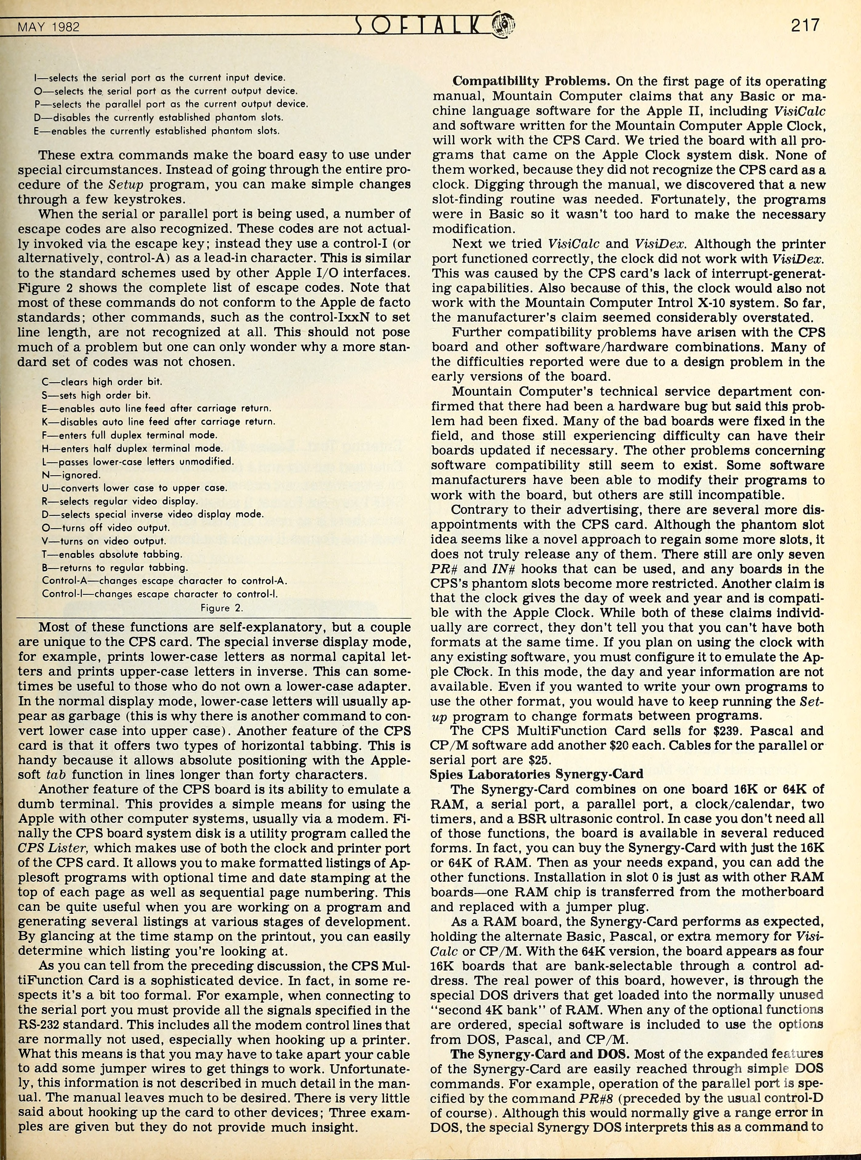 MAY 1982
SOFTALK
217
I—selects the serial port as the current input device.
O—selects the serial port as the current output device.
P—selects the parallel port as the current output device.
D—disables the currently established phantom slots.
E—enables the currently established phantom slots.
These extra commands make the board easy to use under
special circumstances. Instead of going through the entire pro-
cedure of the Setup program, you can make simple changes
through a few keystrokes.
When the serial or parallel port is being used, a number of
escape codes are also recognized. These codes are not actual-
ly invoked via the escape key; instead they use a control-I (or
alternatively, control-A) as a lead-in character. This is similar
to the standard schemes used by other Apple I/O interfaces.
Figure 2 shows the complete list of escape codes. Note that
most of these commands do not conform to the Apple de facto
standards; other commands, such as the control-IxxN to set
line length, are not recognized at all. This should not pose
much of a problem but one can only wonder why a more stan-
dard set of codes was not chosen.
C—clears high order bit.
S—sets high order bit.
E—enables auto line feed after carriage return.
K—disables auto line feed after carriage return.
F—enters full duplex terminal mode.
H—enters half duplex terminal mode.
L—passes lower-case letters unmodified.
N—ignored.
U—converts lower case to upper case.
R—selects regular video display.
D—selects special inverse video display mode.
O—turns off video output.
V—turns on video output.
T—enables absolute tabbing.
B—returns to regular tabbing.
Control-A—changes escape character to control-A.
Control-I—changes escape character to control-I.
Figure 2.
Most of these functions are self-explanatory, but a couple
are unique to the CPS card. The special inverse display mode,
for example, prints lower-case letters as normal capital let-
ters and prints upper-case letters in inverse. This can some-
times be useful to those who do not own a lower-case adapter.
In the normal display mode, lower-case letters will usually ap-
pear as garbage (this is why there is another command to con-
vert lower case into upper case). Another feature of the CPS
card is that it offers two types of horizontal tabbing. This is
handy because it allows absolute positioning with the Apple-
soft tab function in lines longer than forty characters.
Another feature of the CPS board is its ability to emulate a
dumb terminal. This provides a simple means for using the
Apple with other computer systems, usually via a modem. Fi-
nally the CPS board system disk is a utility program called the
CPS Lister, which makes use of both the clock and printer port
of the CPS card. It allows you to make formatted listings of Ap-
plesoft programs with optional time and date stamping at the
top of each page as well as sequential page numbering. This
can be quite useful when you are working on a program and
generating several listings at various stages of development.
By glancing at the time stamp on the printout, you can easily
determine which listing you're looking at.
As you can tell from the preceding discussion, the CPS Mul-
tiFunction Card is a sophisticated device. In fact, in some re-
spects it's a bit too formal. For example, when connecting to
the serial port you must provide all the signals specified in the
RS-232 standard. This includes all the modem control lines that
are normally not used, especially when hooking up a printer.
What this means is that you may have to take apart your cable
to add some jumper wires to get things to work. Unfortunate-
ly, this information is not described in much detail in the man-
ual. The manual leaves much to be desired. There is very little
said about hooking up the card to other devices; Three exam-
ples are given but they do not provide much insight.
Compatibility Problems. On the first page of its operating
manual, Mountain Computer claims that any Basic or ma-
chine language software for the Apple II, including VisiCalc
and software written for the Mountain Computer Apple Clock,
will work with the CPS Card. We tried the board with all pro-
grams that came on the Apple Clock system disk. None of
them worked, because they did not recognize the CPS card as a
clock. Digging through the manual, we discovered that a new
slot-finding routine was needed. Fortunately, the programs
were in Basic so it wasn't too hard to make the necessary
modification.
Next we tried VisiCalc and VisiDex. Although the printer
port functioned correctly, the clock did not work with VisiDex.
This was caused by the CPS card's lack of interrupt-generat-
ing capabilities. Also because of this, the clock would also not
work with the Mountain Computer Introl X-10 system. So far,
the manufacturer's claim seemed considerably overstated.
Further compatibility problems have arisen with the CPS
board and other software/hardware combinations. Many of
the difficulties reported were due to a design problem in the
early versions of the board.
Mountain Computer's technical service department con-
firmed that there had been a hardware bug but said this prob-
lem had been fixed. Many of the bad boards were fixed in the
field, and those still experiencing difficulty can have their
boards updated if necessary. The other problems concerning
software compatibility still seem to exist. Some software
manufacturers have been able to modify their programs to
work with the board, but others are still incompatible.
Contrary to their advertising, there are several more dis-
appointments with the CPS card. Although the phantom slot
idea seems like a novel approach to regain some more slots, it
does not truly release any of them. There still are only seven
PR# and IN# hooks that can be used, and any boards in the
CPS's phantom slots become more restricted. Another claim is
that the clock gives the day of week and year and is compati-
ble with the Apple Clock. While both of these claims individ-
ually are correct, they don't tell you that you can't have both
formats at the same time. If you plan on using the clock with
any existing software, you must configure it to emulate the Ap-
ple Clock. In this mode, the day and year information are not
available. Even if you wanted to write your own programs to
use the other format, you would have to keep running the Set-
up program to change formats between programs.
The CPS MultiFunction Card sells for $239. Pascal and
CP/M software add another $20 each. Cables for the parallel or
serial port are $25.
Spies Laboratories Synergy-Card
The Synergy-Card combines on one board 16K or 64K of
RAM, a serial port, a parallel port, a clock/calendar, two
timers, and a BSR ultrasonic control. In case you don't need all
of those functions, the board is available in several reduced
forms. In fact, you can buy the Synergy-Card with just the 16K
or 64K of RAM. Then as your needs expand, you can add the
other functions. Installation in slot 0 is just as with other RAM
boards—one RAM chip is transferred from the motherboard
and replaced with a jumper plug.
As a RAM board, the Synergy-Card performs as expected,
holding the alternate Basic, Pascal, or extra memory for Visi-
Calc or CP/M. With the 64K version, the board appears as four
16K boards that are bank-selectable through a control ad-
dress. The real power of this board, however, is through the
special DOS drivers that get loaded into the normally unused
"second 4K bank" of RAM. When any of the optional functions
are ordered, special software is included to use the options
from DOS, Pascal, and CP/M.
The Synergy-Card and DOS. Most of the expanded features
of the Synergy-Card are easily reached through simple DOS
commands. For example, operation of the parallel port is spe-
cified by the command PR#8 (preceded by the usual control-D
of course). Although this would normally give a range error in
DOS, the special Synergy DOS interprets this as a command to